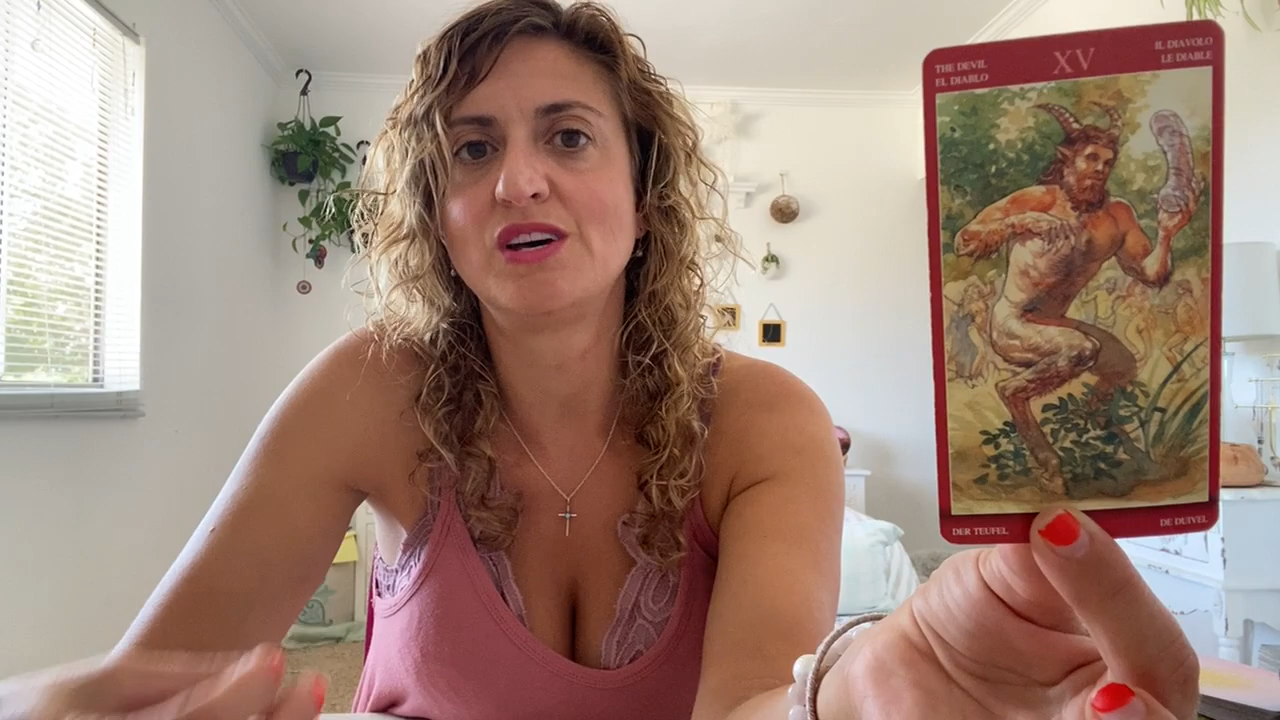 THE DEVIL
EL DIABLO
XV
IL DIAVOLO
LE DIABLE
DER TEUFEL
DE DUIVEL